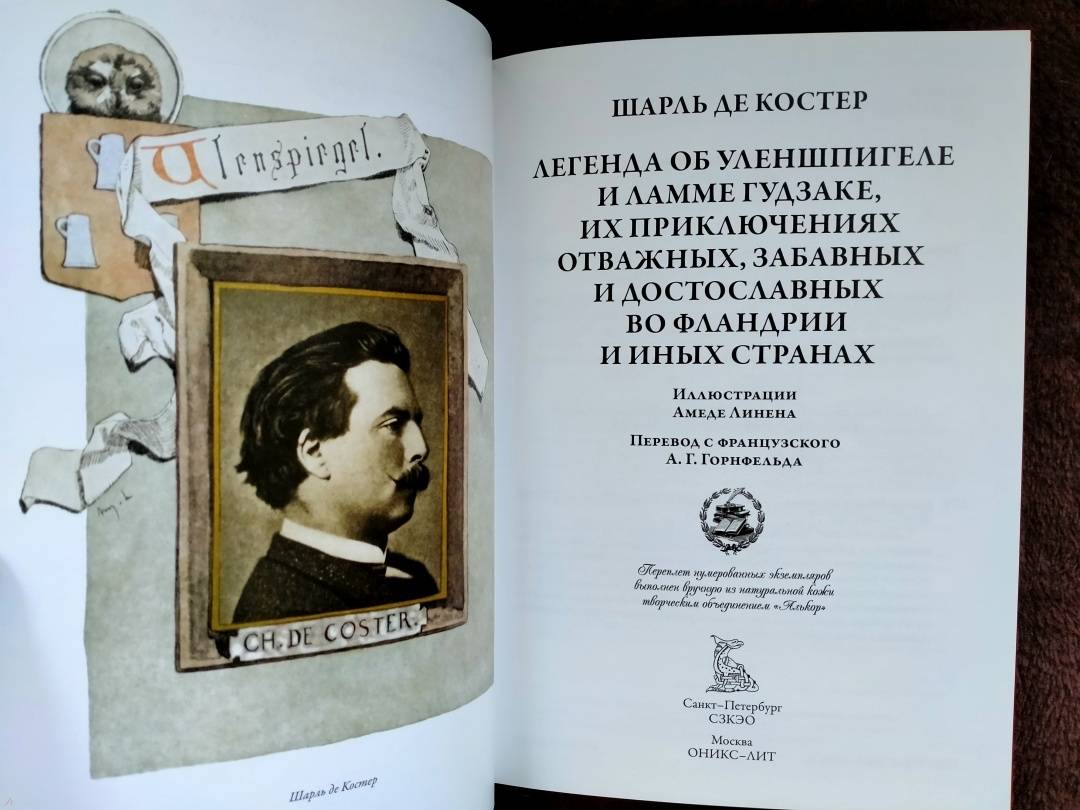 Ulenspiegel.
CH. DE COSTER.
Шарль де Костер
ШАРЛЬ ДЕ КОСТЕР
ЛЕГЕНДА ОБ УЛЕНШПИГЕЛЕ
И ЛАММЕ ГУДЗАКЕ,
ИХ ПРИКЛЮЧЕНИЯХ
ОТВАЖНЫХ, ЗАБАВНЫХ
И ДОСТОСЛАВНЫХ
ВО ФЛАНДРИИ
И ИНЫХ СТРАНАХ
Иллюстрации
Амеде Линена
Перевод с французского
А. Г. Горнфельда
Переплет нумерованных экземпляров
выполнен вручную из натуральной кожи
творческим объединением «Алькор»
Санкт–Петербург
СЗКЭО
Москва
ОНИКС–ЛИТ